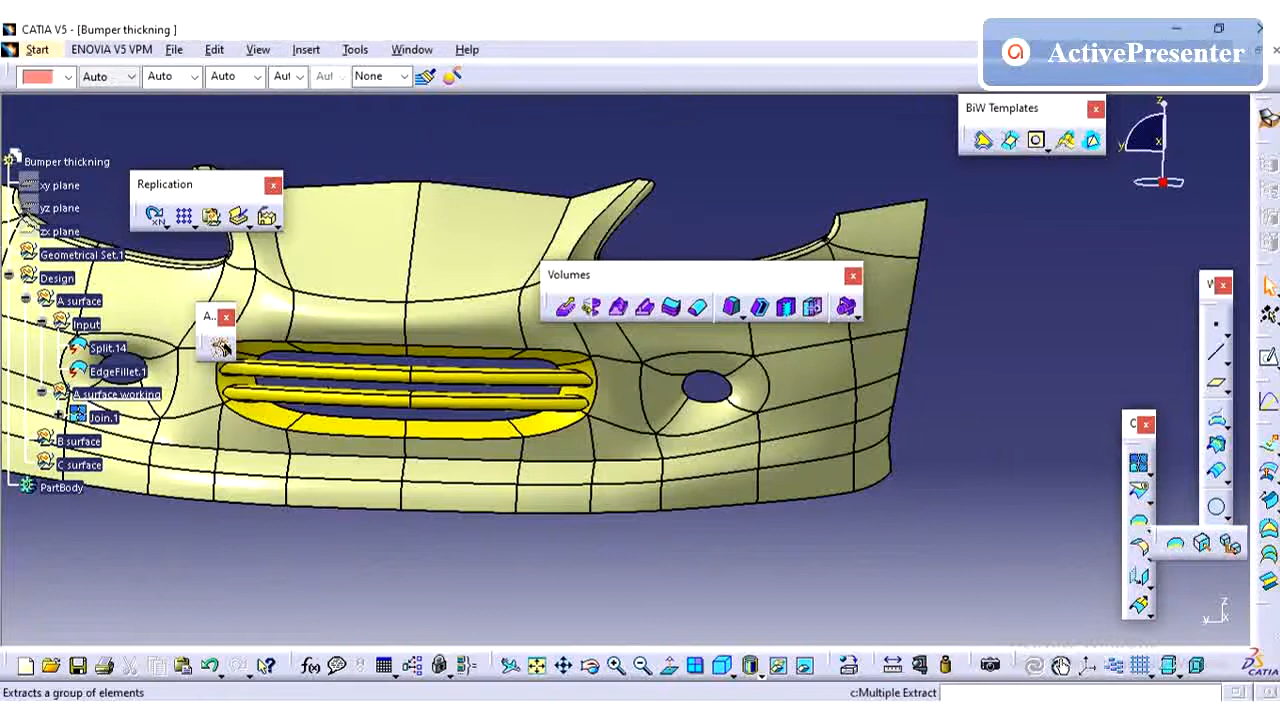 CATIA V5 - [Bumper thickning ]
ActivePresenter
Start ENOVIA V5 VPM File Edit View Insert Tools Window Help
Auto Auto Auto Aut Aut None
BiW Templates
z
y x
Bumper thickning
xy plane
Replication
yz plane
zx plane
Geometrical Set.1
Volumes
Design
A surface
A..
Input
Split.14
EdgeFillet.1
A surface working
Join.1
B surface
C surface
PartBody
z
y x
f(x)
CATIA
Extracts a group of elements
c:Multiple Extract